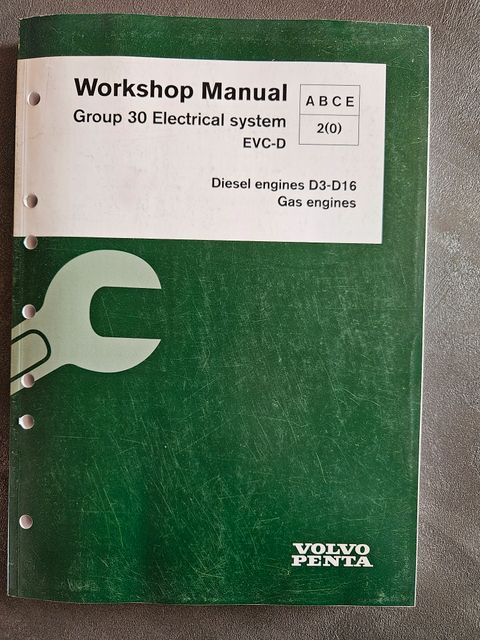 Workshop Manual
Group 30 Electrical system
EVC-D
A B C E
2(0)
Diesel engines D3-D16
Gas engines
VOLVO
PENTA